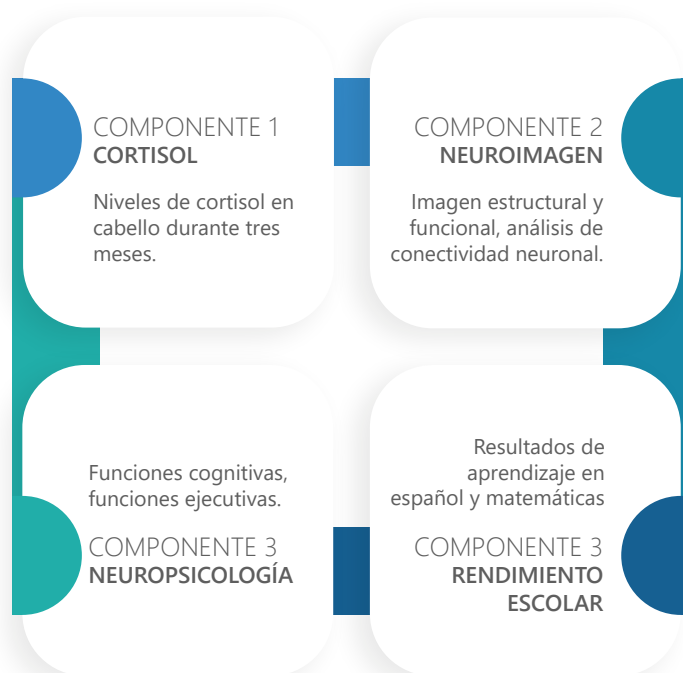 COMPONENTE 1
CORTISOL
Niveles de cortisol en
cabello durante tres
meses.
COMPONENTE 2
NEUROIMAGEN
Imagen estructural y
funcional, análisis de
conectividad neuronal.
Funciones cognitivas,
funciones ejecutivas.
COMPONENTE 3
NEUROPSICOLOGÍA
Resultados de
aprendizaje en
español y matemáticas
COMPONENTE 3
RENDIMIENTO
ESCOLAR